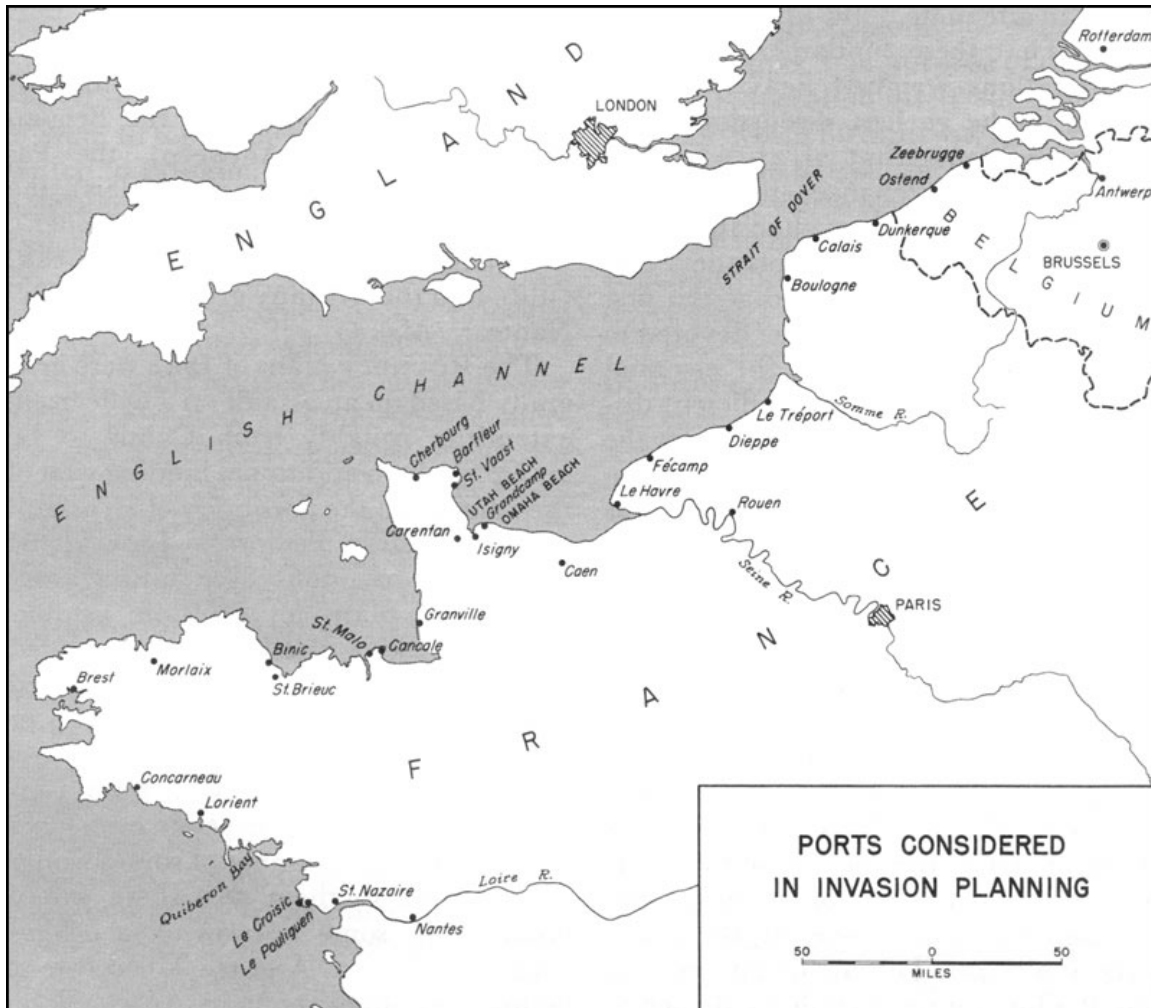 Rotterdam
LONDON
ENGLAND
Zeebrugge
Ostend
Antwerp
STRAIT OF DOVER
Dunkerque
BELGIUM
Calais
BRUSSELS
Boulogne
ENGLISH CHANNEL
Le Tréport
Somme R.
Dieppe
Cherbourg
Barfleur
St. Vaast
Fécamp
UTAH BEACH
Grandcamp
OMAHA BEACH
Le Havre
Rouen
Carentan
Isigny
Caen
Seine R.
PARIS
Granville
St. Malo
Cancale
Binic
Morlaix
St. Brieuc
Brest
FRANCE
Concarneau
Lorient
Quiberon Bay
Le Croisic
Le Pouliguen
St. Nazaire
Loire R.
Nantes
PORTS CONSIDERED
IN INVASION PLANNING
50 0 50
MILES